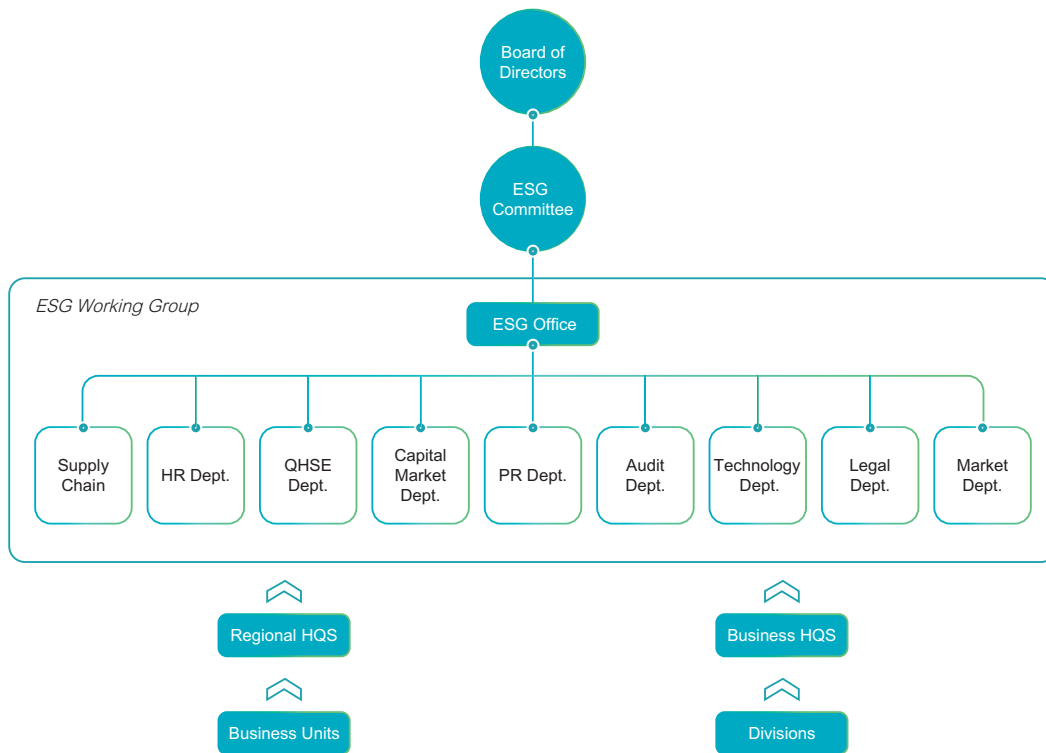 Board of
Directors
ESG
Committee
ESG Working Group
ESG Office
Supply
Chain
HR Dept.
QHSE
Dept.
Capital
Market
Dept.
PR Dept.
Audit
Dept.
Technology
Dept.
Legal
Dept.
Market
Dept.
Regional HQS
Business HQS
Business Units
Divisions